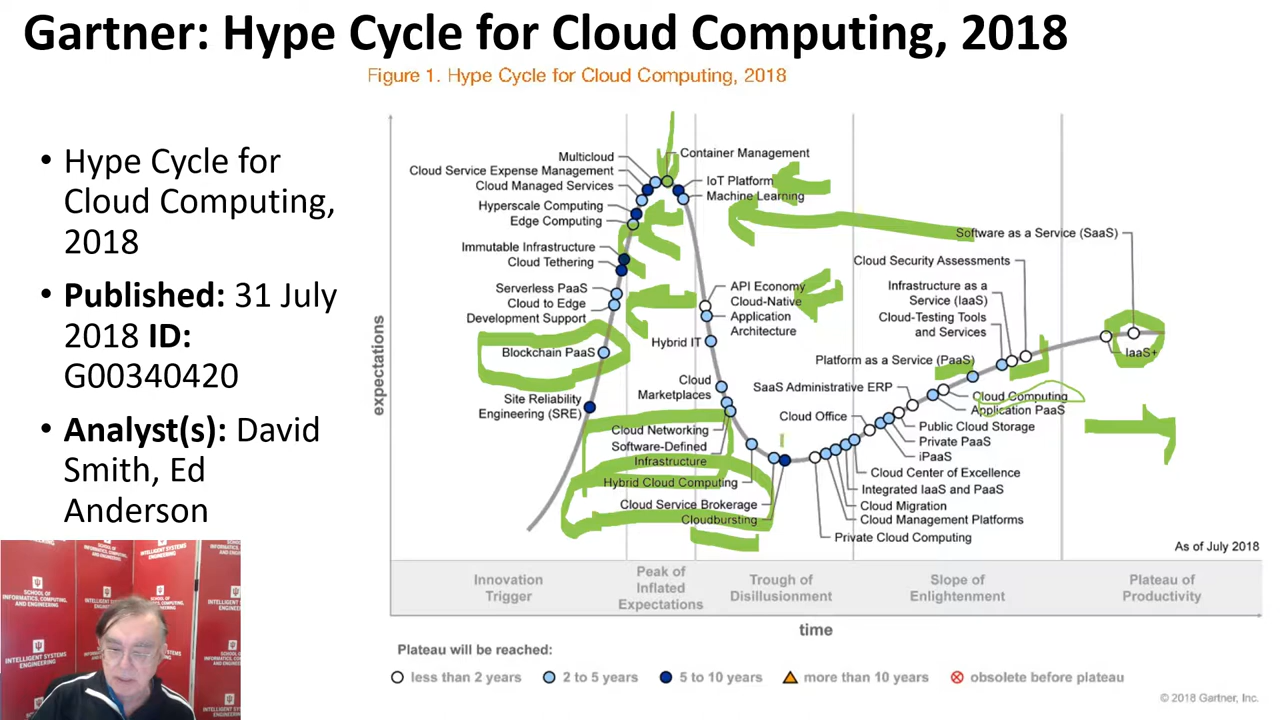 Gartner: Hype Cycle for Cloud Computing, 2018
Figure 1. Hype Cycle for Cloud Computing, 2018
• Hype Cycle for
Cloud Computing,
2018
• Published: 31 July
2018 ID:
G00340420
• Analyst(s): David
Smith, Ed
Anderson
expectations
Multicloud
Cloud Service Expense Management
Cloud Managed Services
Hyperscale Computing
Edge Computing
Immutable Infrastructure
Cloud Tethering
Serverless PaaS
Cloud to Edge
Development Support
Blockchain PaaS
Site Reliability
Engineering (SRE)
Container Management
IoT Platform
Machine Learning
API Economy
Cloud-Native
Application
Architecture
Hybrid IT
Cloud
Marketplaces
Cloud Networking
Software-Defined
Infrastructure
Hybrid Cloud Computing
Cloud Service Brokerage
Cloudbursting
Software as a Service (SaaS)
Cloud Security Assessments
Infrastructure as a
Service (IaaS)
Cloud-Testing Tools
and Services
IaaS+
Platform as a Service (PaaS)
SaaS Administrative ERP
Cloud Office
Cloud Computing
Application PaaS
Public Cloud Storage
Private PaaS
iPaaS
Cloud Center of Excellence
Integrated IaaS and PaaS
Cloud Migration
Cloud Management Platforms
Private Cloud Computing
As of July 2018
Innovation
Trigger
Peak of
Inflated
Expectations
Trough of
Disillusionment
Slope of
Enlightenment
Plateau of
Productivity
time
Plateau will be reached:
less than 2 years
2 to 5 years
5 to 10 years
more than 10 years
obsolete before plateau
© 2018 Gartner, Inc.
SCHOOL OF
INFORMATICS, COMPUTING,
AND ENGINEERING
INTELLIGENT SYSTEMS
ENGINEERING